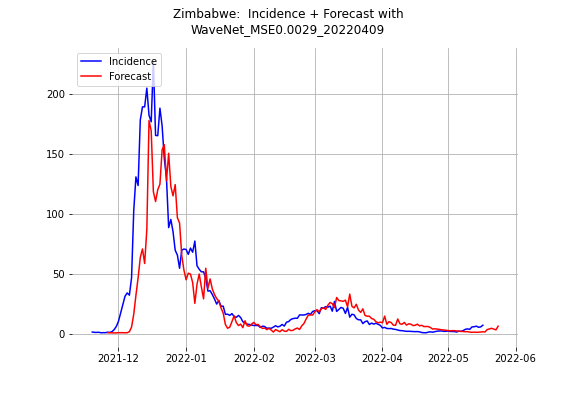 Zimbabwe:  Incidence + Forecast with
WaveNet_MSE0.0029_20220409
Incidence
Forecast
200
150
100
50
0
2021-12 2022-01 2022-02 2022-03 2022-04 2022-05 2022-06